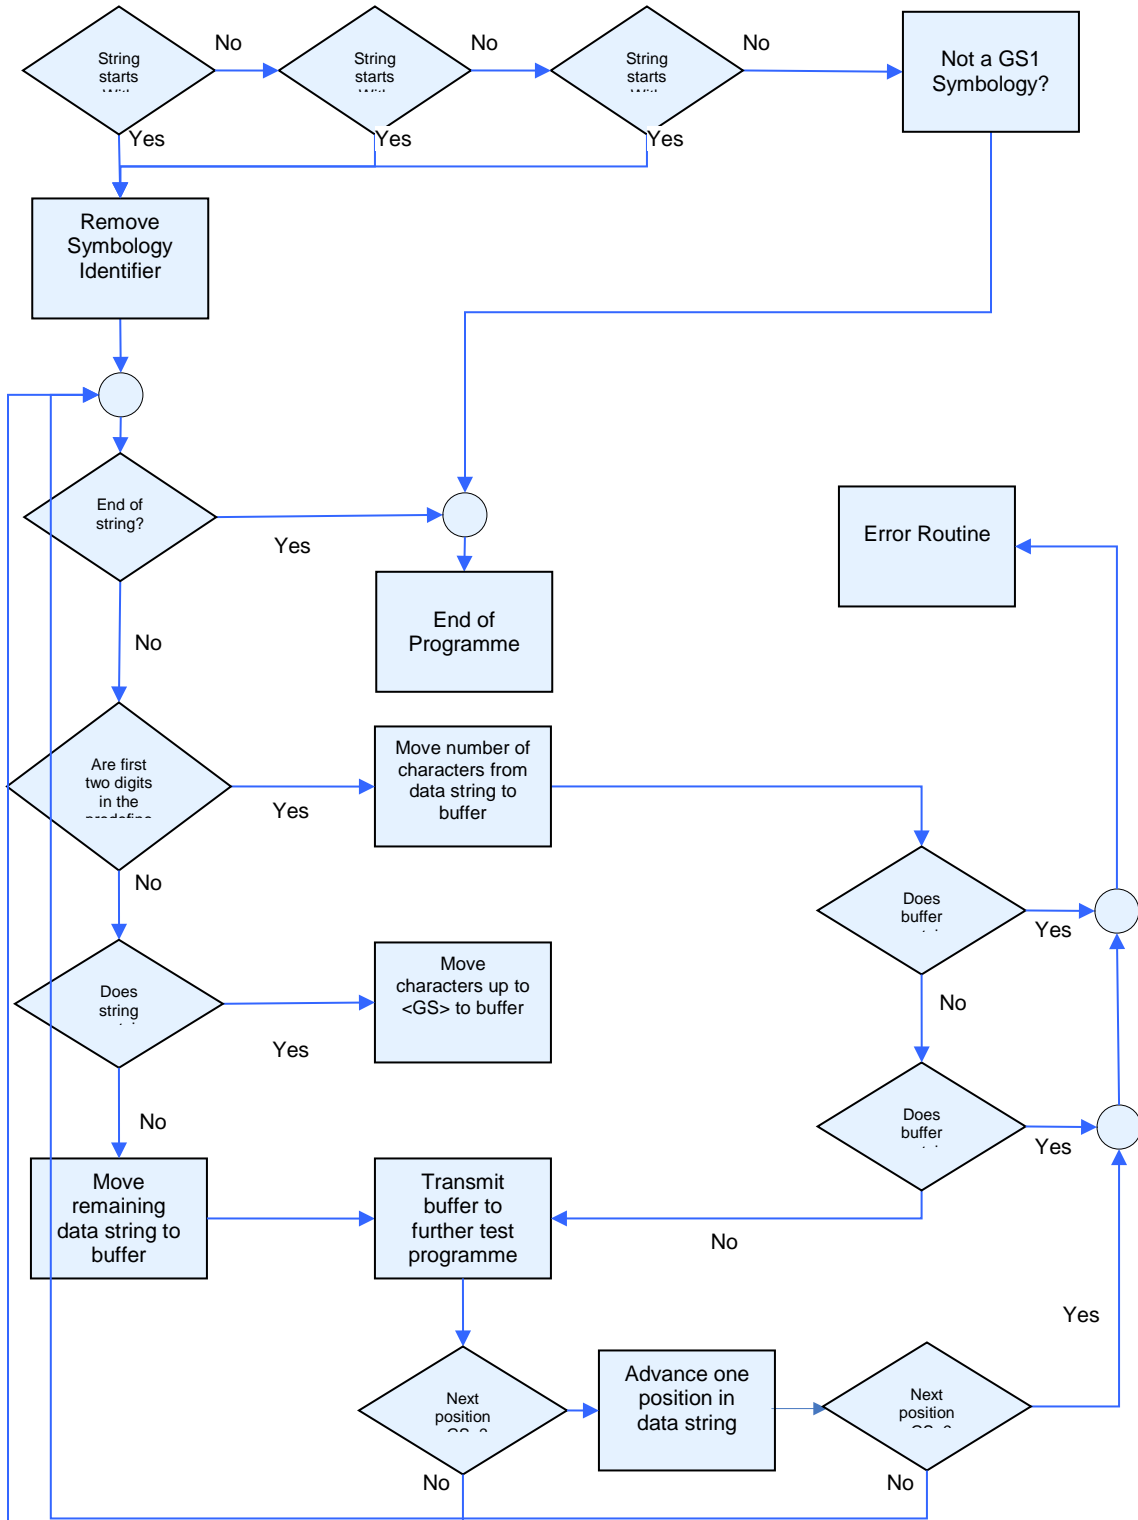 String
starts
No
String
starts
No
String
starts
No
Not a GS1
Symbology?
Yes
Yes
Yes
Remove
Symbology
Identifier
End of
string?
Yes
No
End of
Programme
Error Routine
Are first
two digits
in the
Yes
No
Move number of
characters from
data string to
buffer
Does
buffer
Yes
No
Does
string
Yes
No
Move
characters up to
<GS> to buffer
Does
buffer
Yes
No
Move
remaining
data string to
buffer
Transmit
buffer to
further test
programme
Yes
Next
position
No
Advance one
position in
data string
Next
position
No